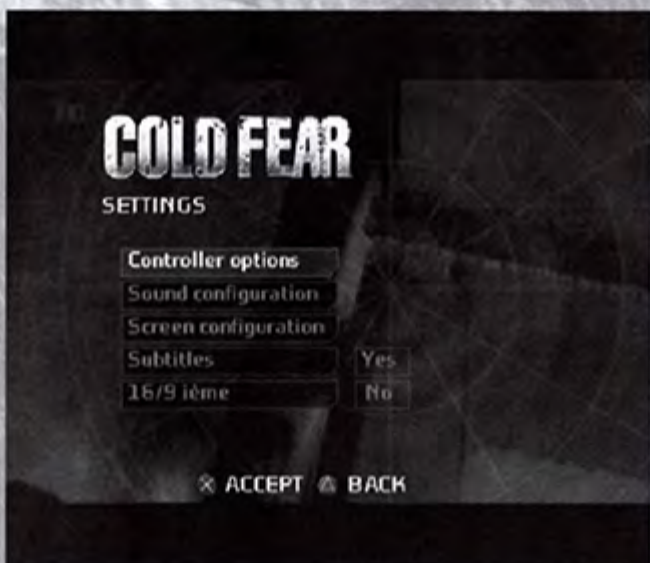 COLD FEAR
SETTINGS
Controller options
Sound configuration
Screen configuration
Subtitles Yes
16/9 ième No
ACCEPT BACK